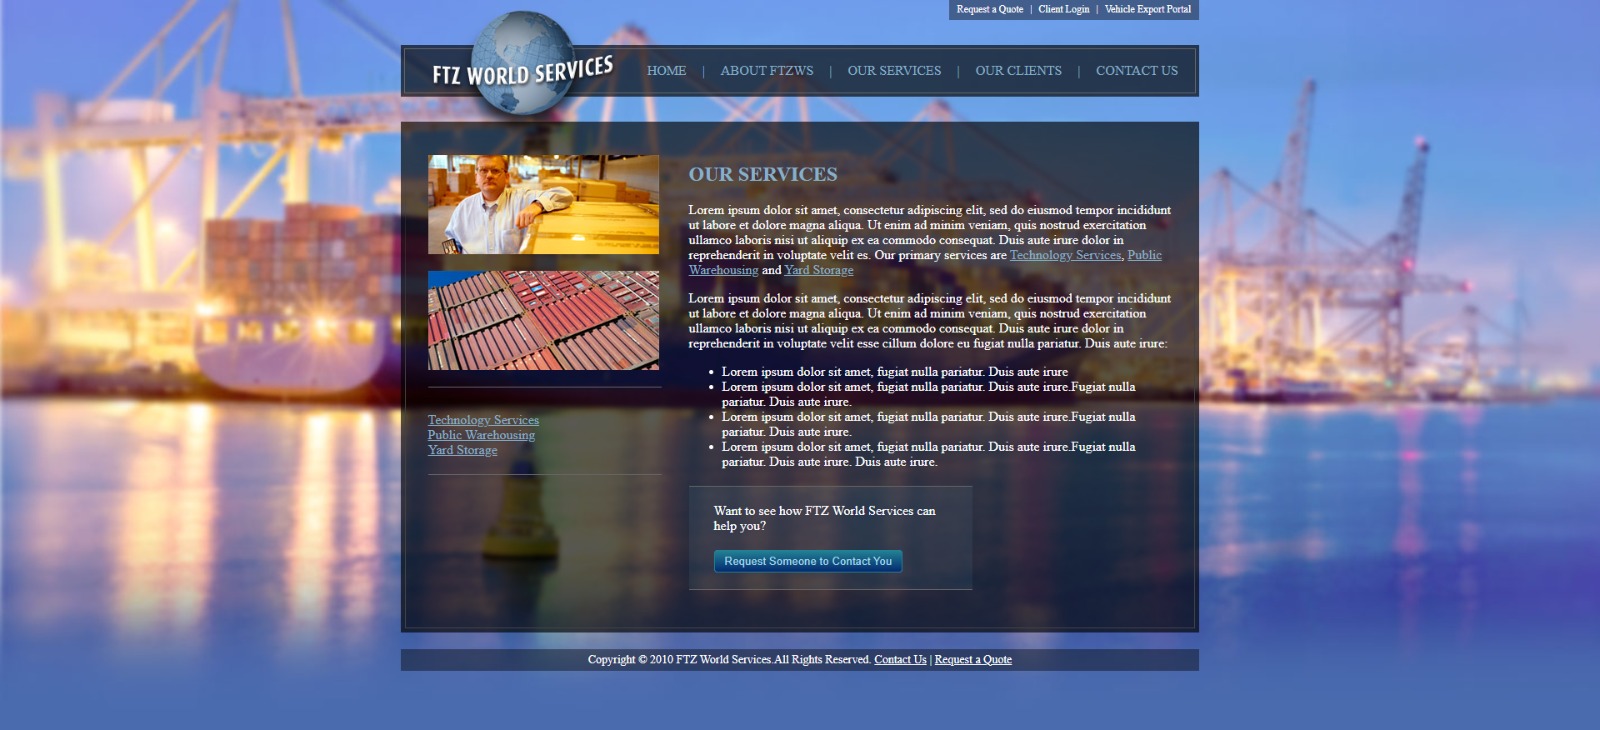 Request a Quote | Client Login | Vehicle Export Portal
FTZ WORLD SERVICES
HOME | ABOUT FTZWS | OUR SERVICES | OUR CLIENTS | CONTACT US
OUR SERVICES
Lorem ipsum dolor sit amet, consectetur adipiscing elit, sed do eiusmod tempor incididunt
ut labore et dolore magna aliqua. Ut enim ad minim veniam, quis nostrud exercitation
ullamco laboris nisi ut aliquip ex ea commodo consequat. Duis aute irure dolor in
reprehenderit in voluptate velit es. Our primary services are Technology Services, Public
Warehousing and Yard Storage
Lorem ipsum dolor sit amet, consectetur adipiscing elit, sed do eiusmod tempor incididunt
ut labore et dolore magna aliqua. Ut enim ad minim veniam, quis nostrud exercitation
ullamco laboris nisi ut aliquip ex ea commodo consequat. Duis aute irure dolor in
reprehenderit in voluptate velit esse cillum dolore eu fugiat nulla pariatur. Duis aute irure:
• Lorem ipsum dolor sit amet, fugiat nulla pariatur. Duis aute irure
• Lorem ipsum dolor sit amet, fugiat nulla pariatur. Duis aute irure.Fugiat nulla
pariatur. Duis aute irure.
• Lorem ipsum dolor sit amet, fugiat nulla pariatur. Duis aute irure.Fugiat nulla
pariatur. Duis aute irure.
• Lorem ipsum dolor sit amet, fugiat nulla pariatur. Duis aute irure.Fugiat nulla
pariatur. Duis aute irure. Duis aute irure.
Technology Services
Public Warehousing
Yard Storage
Want to see how FTZ World Services can
help you?
Request Someone to Contact You
Copyright © 2010 FTZ World Services.All Rights Reserved. Contact Us | Request a Quote